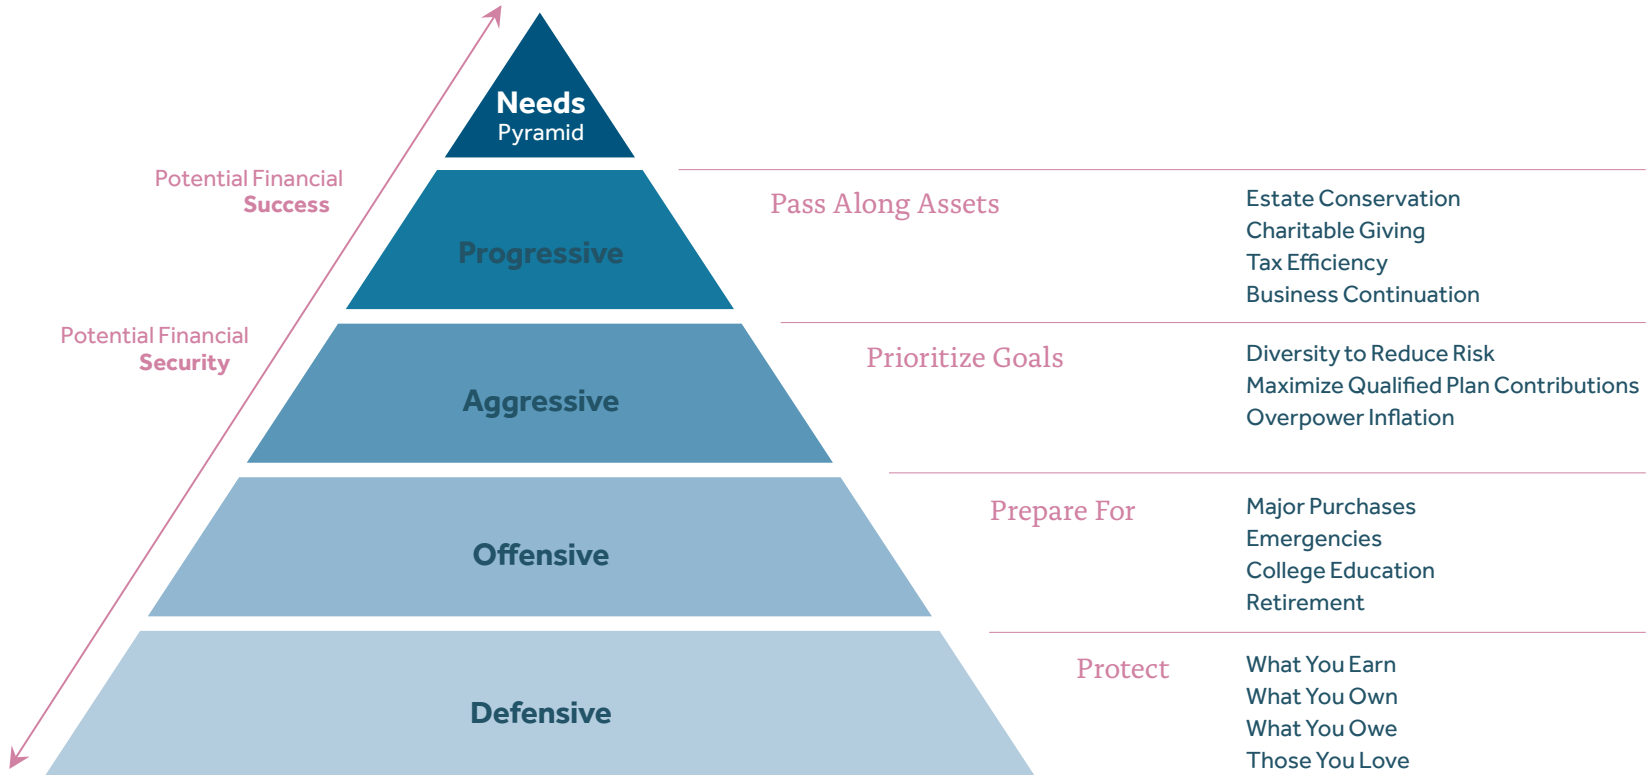 Needs
Pyramid
Potential Financial
Success
Pass Along Assets
Estate Conservation
Charitable Giving
Tax Efficiency
Business Continuation
Progressive
Potential Financial
Security
Prioritize Goals
Diversity to Reduce Risk
Maximize Qualified Plan Contributions
Overpower Inflation
Aggressive
Prepare For
Major Purchases
Emergencies
College Education
Retirement
Offensive
Protect
What You Earn
What You Own
What You Owe
Those You Love
Defensive